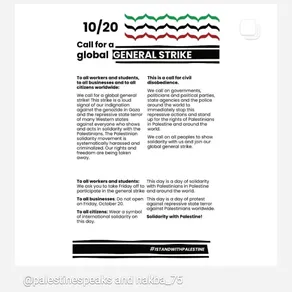 10/20
Call for a
global GENERAL STRIKE
To all workers and students,
to all businesses and to all
citizens worldwide:
We call for a global general
strike! This strike is a loud
signal of our indignation
against the genocide in Gaza
and the repressive state terror
of many Western states
against everyone who shows
and acts in solidarity with the
Palestinians. The Palestinian
solidarity movement is
systematically harassed and
criminalized. Our rights and
freedom are being taken
away.
This is a call for civil
disobedience.
We call on governments,
politicians and political parties,
state agencies and the police
around the world to
immediately stop this
repressive actions and stand
up for the rights of Palestinians
in Palestine and around the
world.
We call on all peoples to show
solidarity with us and join our
global general strike.
To all workers and students:
We ask you to take Friday off to
participate in the general strike
To all businesses: Do not open
on Friday, October 20.
To all citizens: Wear a symbol
of international solidarity on
this day.
This day is a day of solidarity
with Palestinians in Palestine
and around the world.
This day is a day of protest
against repressive state terror
against Palestinians worldwide.
Solidarity with Palestine!
#ISTANDWITHPALESTINE
@palestinespeaks and nakba_75